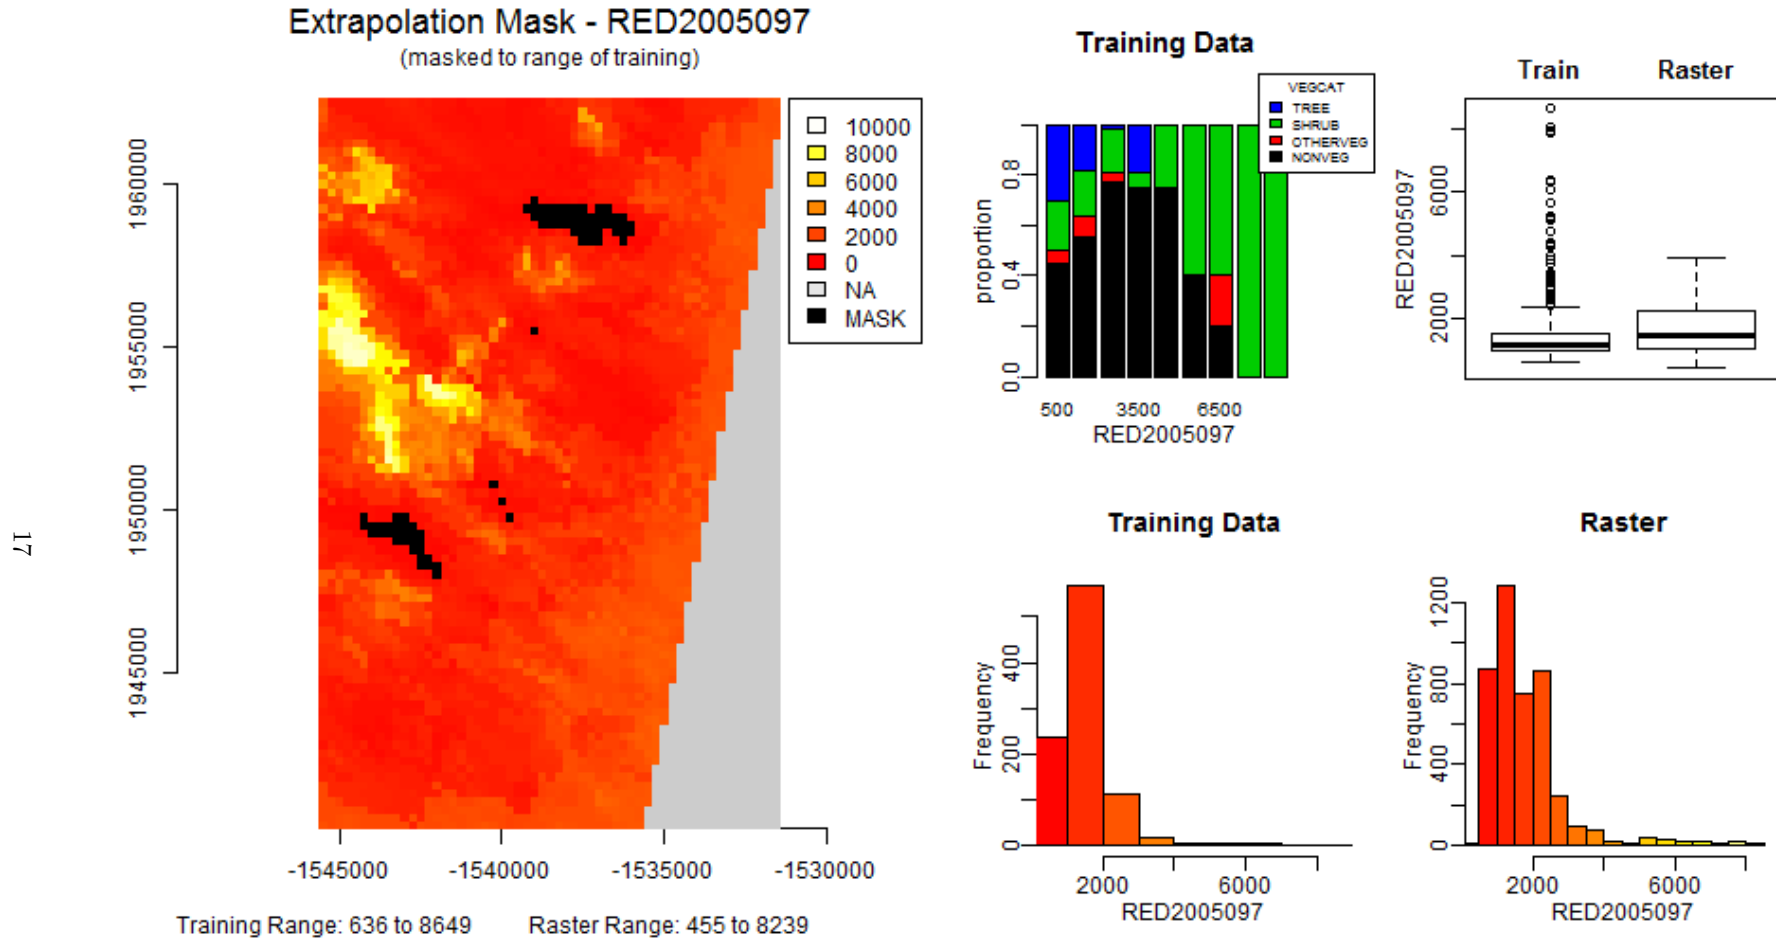 Extrapolation Mask - RED2005097
(masked to range of training)
10000
8000
6000
4000
2000
0
NA
MASK
1960000
1955000
1950000
1945000
-1545000
-1540000
-1535000
-1530000
Training Range: 636 to 8649
Raster Range: 455 to 8239
17
Training Data
VEGCAT
TREE
SHRUB
OTHERVEG
NONVEG
proportion
0.8
0.4
0.0
500
3500
6500
RED2005097
Train
Raster
RED2005097
6000
2000
Training Data
Frequency
400
200
0
2000
6000
RED2005097
Raster
Frequency
1200
800
400
0
2000
6000
RED2005097